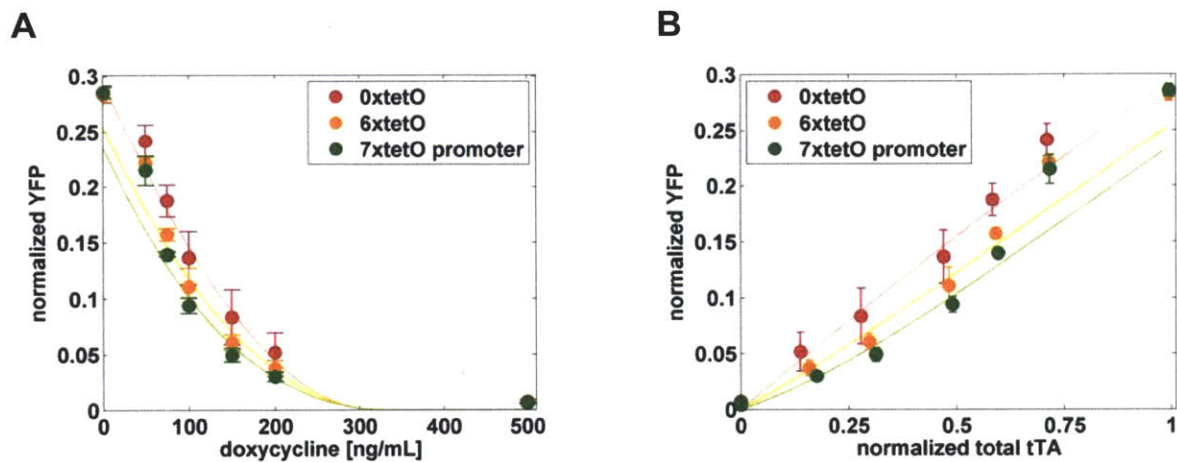 A
B
0.3
0.25
0.2
0.15
0.1
0.05
0
normalized YFP
0xtetO
6xtetO
7xtetO promoter
0 100 200 300 400 500
doxycycline [ng/mL]
0.3
0.25
0.2
0.15
0.1
0.05
0
normalized YFP
0xtetO
6xtetO
7xtetO promoter
0 0.25 0.5 0.75 1
normalized total tTA